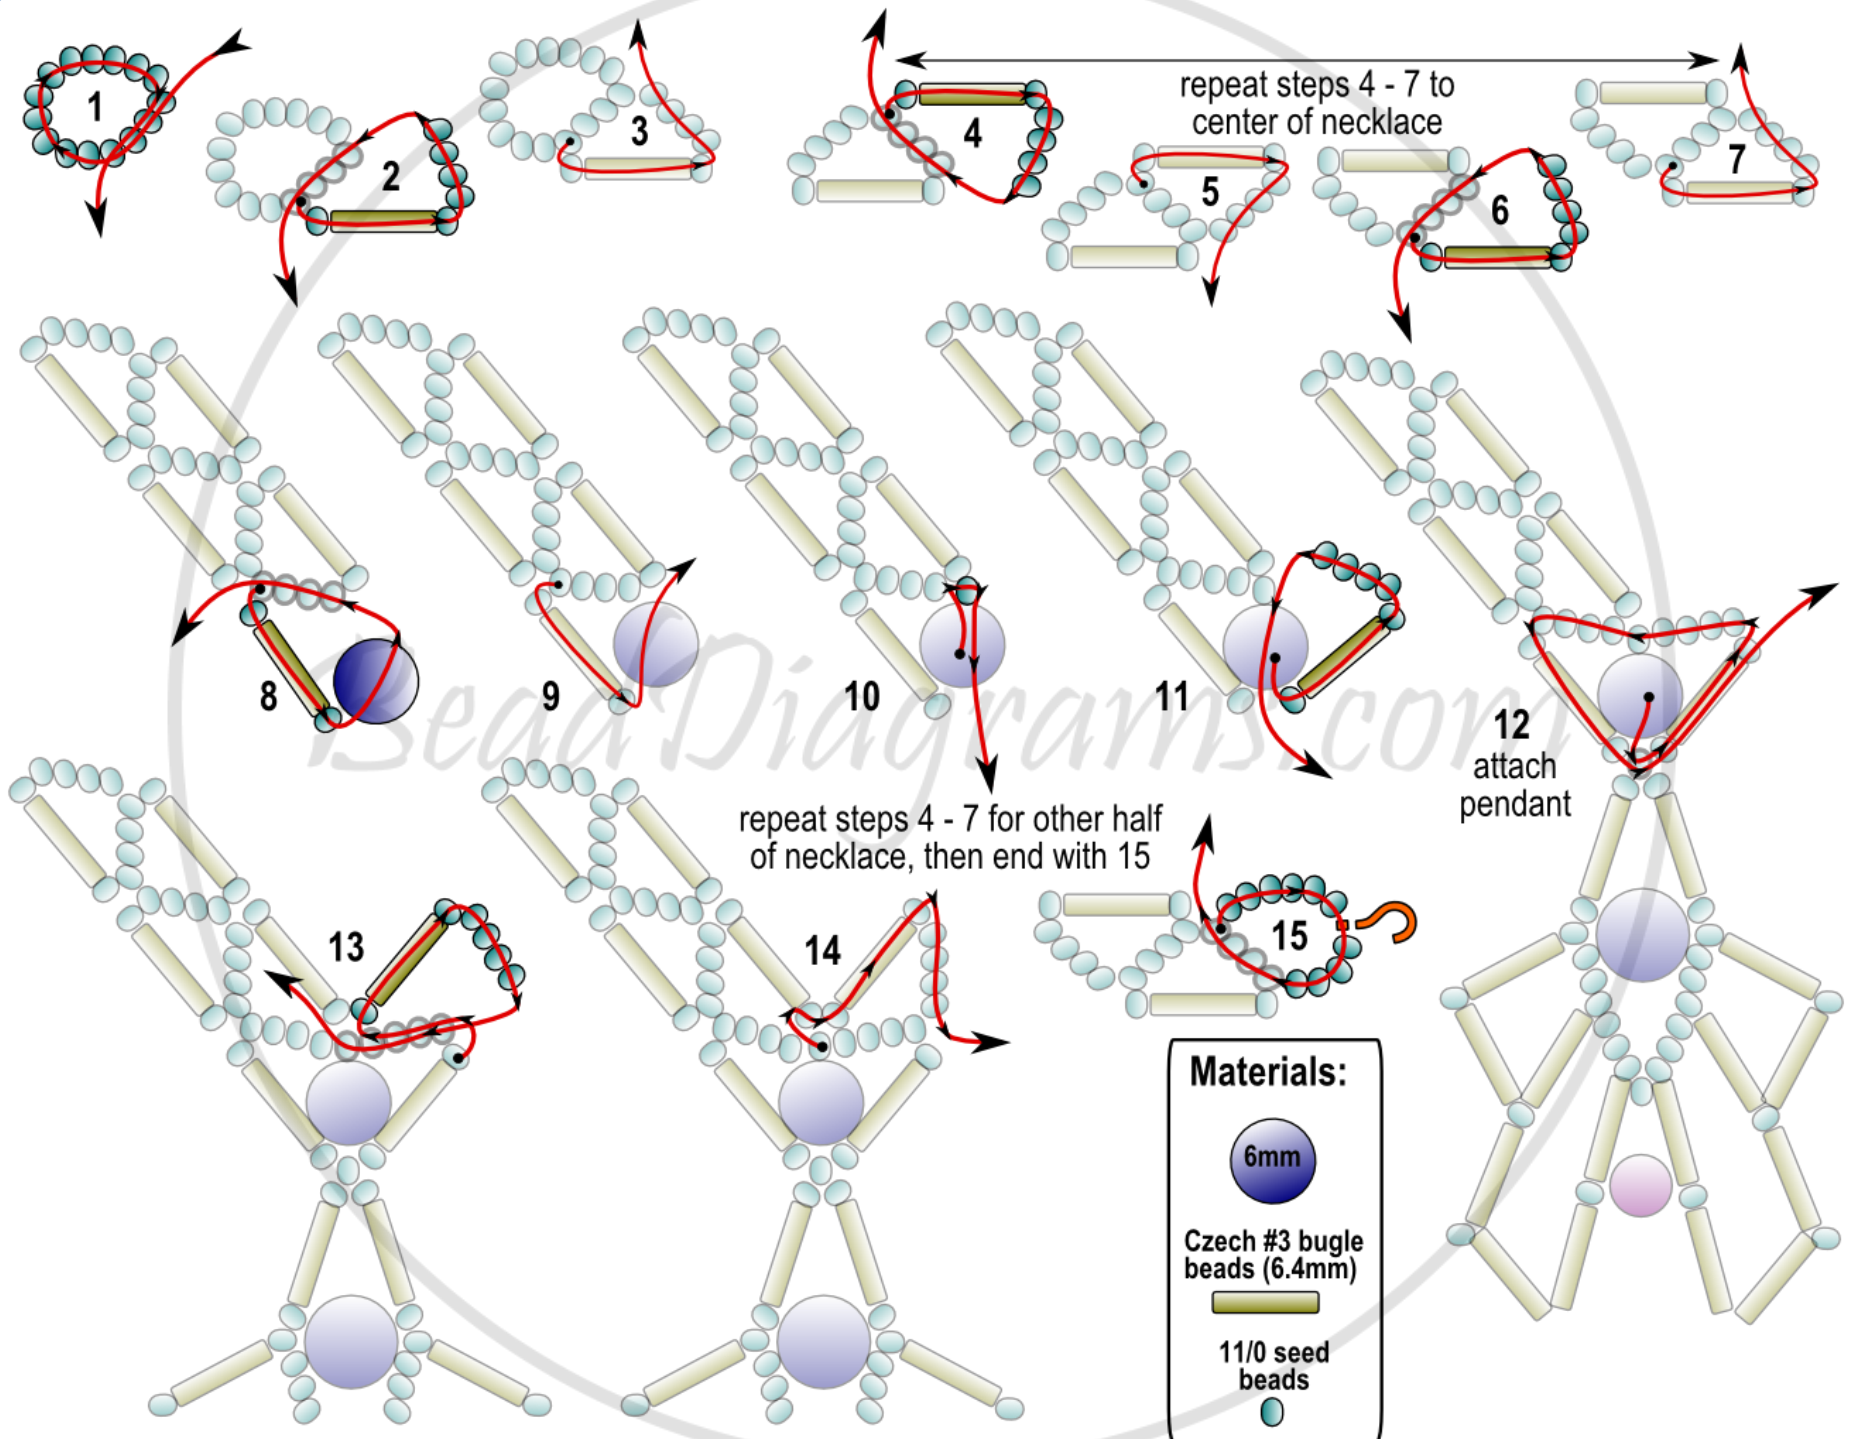 1
2
3
4
repeat steps 4 - 7 to
center of necklace
5
6
7
8
9
10
11
12
attach
pendant
BeadDiagrams.com
repeat steps 4 - 7 for other half
of necklace, then end with 15
13
14
15
Materials:
6mm
Czech #3 bugle
beads (6.4mm)
11/0 seed
beads